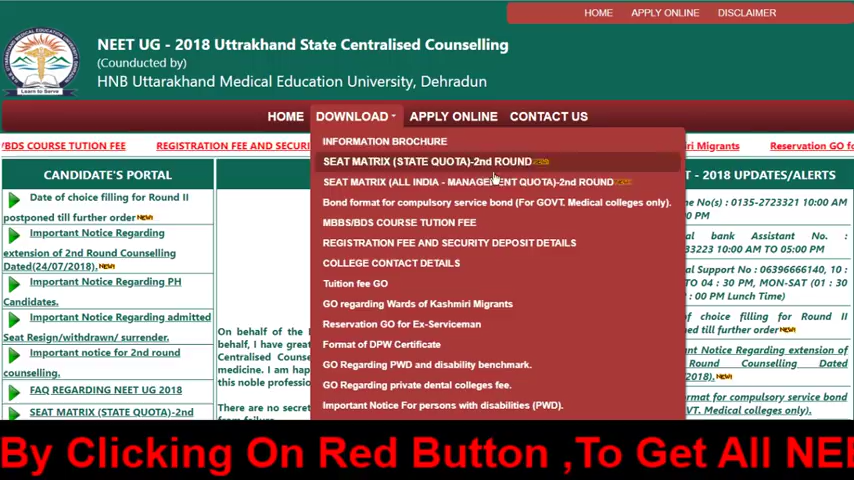 HOME APPLY ONLINE DISCLAIMER
NEET UG - 2018 Uttrakhand State Centralised Counselling
(Counducted by)
HNB Uttarakhand Medical Education University, Dehradun
HOME DOWNLOAD APPLY ONLINE CONTACT US
/BDS COURSE TUTION FEE REGISTRATION FEE AND SECURI
Migrants Reservation GO fo
CANDIDATE'S PORTAL
Date of choice filling for Round II
postponed till further order
Important Notice Regarding
extension of 2nd Round Counselling
Dated(24/07/2018).
Important Notice Regarding PH
Candidates.
Important Notice Regarding admitted
Seat Resign/withdrawn/ surrender.
Important notice for 2nd round
counselling.
FAQ REGARDING NEET UG 2018
SEAT MATRIX (STATE QUOTA)-2nd
On behalf of the
behalf, I have grea
Centralised Couns
medicine. I am hap
this noble professio
There are no secre
INFORMATION BROCHURE
SEAT MATRIX (STATE QUOTA)-2nd ROUND
SEAT MATRIX (ALL INDIA - MANAGEMENT QUOTA)-2nd ROUND
Bond format for compulsory service bond (For GOVT. Medical colleges only).
MBBS/BDS COURSE TUTION FEE
REGISTRATION FEE AND SECURITY DEPOSIT DETAILS
COLLEGE CONTACT DETAILS
Tuition fee GO
GO regarding Wards of Kashmiri Migrants
Reservation GO for Ex-Serviceman
Format of DPW Certificate
GO Regarding PWD and disability benchmark.
GO Regarding private dental colleges fee.
Important Notice For persons with disabilities (PWD).
T - 2018 UPDATES/ALERTS
ne No's : 0135-2723321 10:00 AM
PM
al bank Assistant No. :
33223 10:00 AM TO 05:00 PM
al Support No : 06396666140, 10 :
TO 04 : 30 PM, MON-SAT (01 : 30
00 PM Lunch Time)
f choice filling for Round II
ned till further order
ant Notice Regarding extension of
Round Counselling Dated
2018).
rmat for compulsory service bond
VT. Medical colleges only).
By Clicking On Red Button ,To Get All NEE